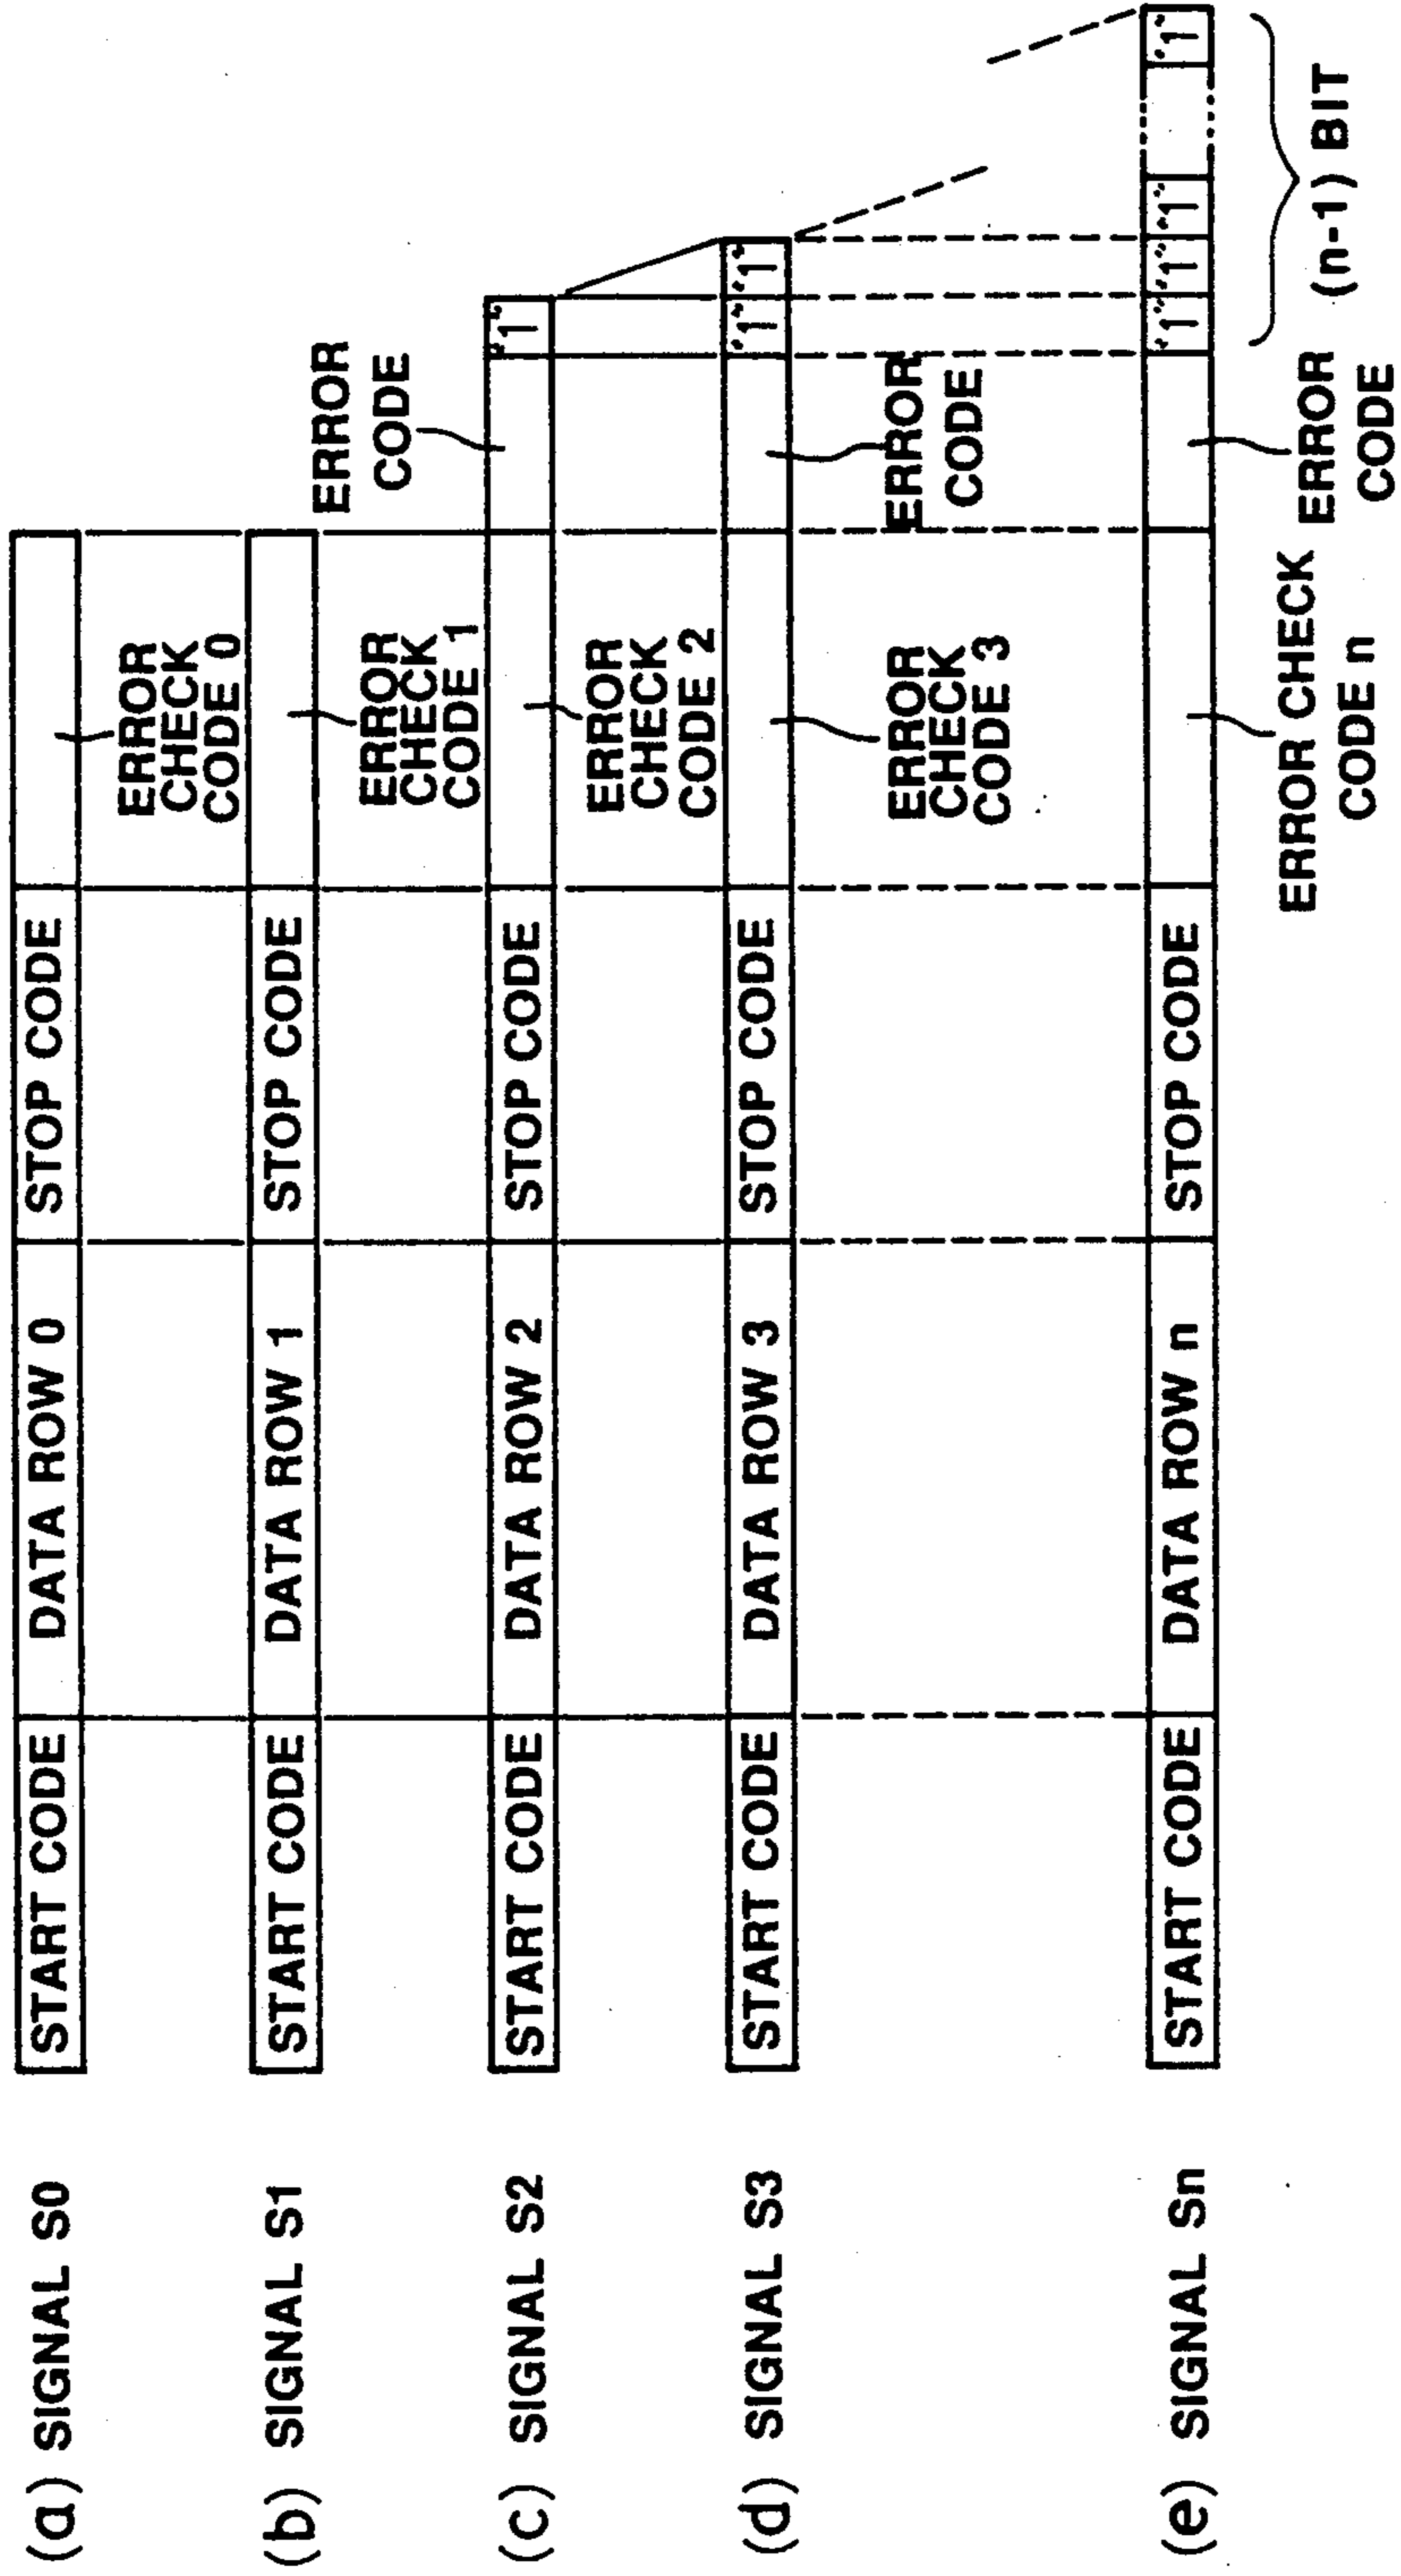 (a) SIGNAL S0
START CODE
DATA ROW 0
STOP CODE
ERROR
CHECK
CODE 0
(b) SIGNAL S1
START CODE
DATA ROW 1
STOP CODE
ERROR
CHECK
CODE 1
(c) SIGNAL S2
START CODE
DATA ROW 2
STOP CODE
ERROR
CHECK
CODE 2
ERROR
CODE
"1"
(d) SIGNAL S3
START CODE
DATA ROW 3
STOP CODE
ERROR
CHECK
CODE 3
ERROR
CODE
"1" "1"
(e) SIGNAL Sn
START CODE
DATA ROW n
STOP CODE
ERROR CHECK
CODE n
ERROR
CODE
"1" "1" "1" "1"
(n-1) BIT